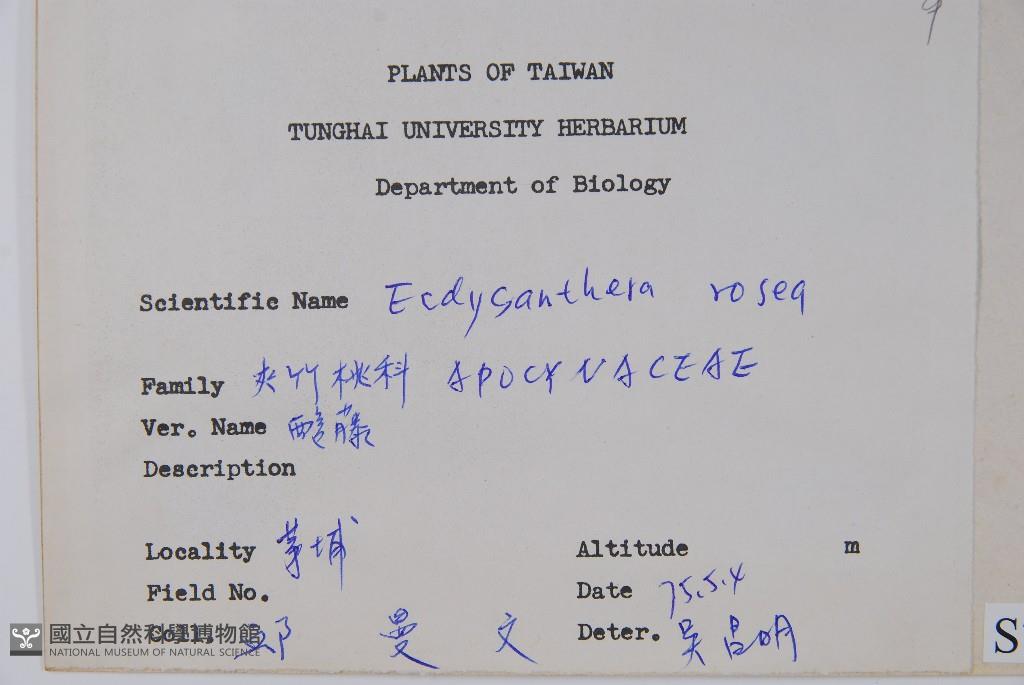 9
PLANTS OF TAIWAN
TUNGHAI UNIVERSITY HERBARIUM
Department of Biology
Scientific Name Ecdysanthera rosea
Family 夾竹桃科 APOCYNACEAE
Ver. Name 酸藤
Description
Locality 茅埔 Altitude m
Field No. Date 75.5.4
Coll. 曼文 Deter. 吳昌明
國立自然科學博物館
NATIONAL MUSEUM OF NATURAL SCIENCE
S